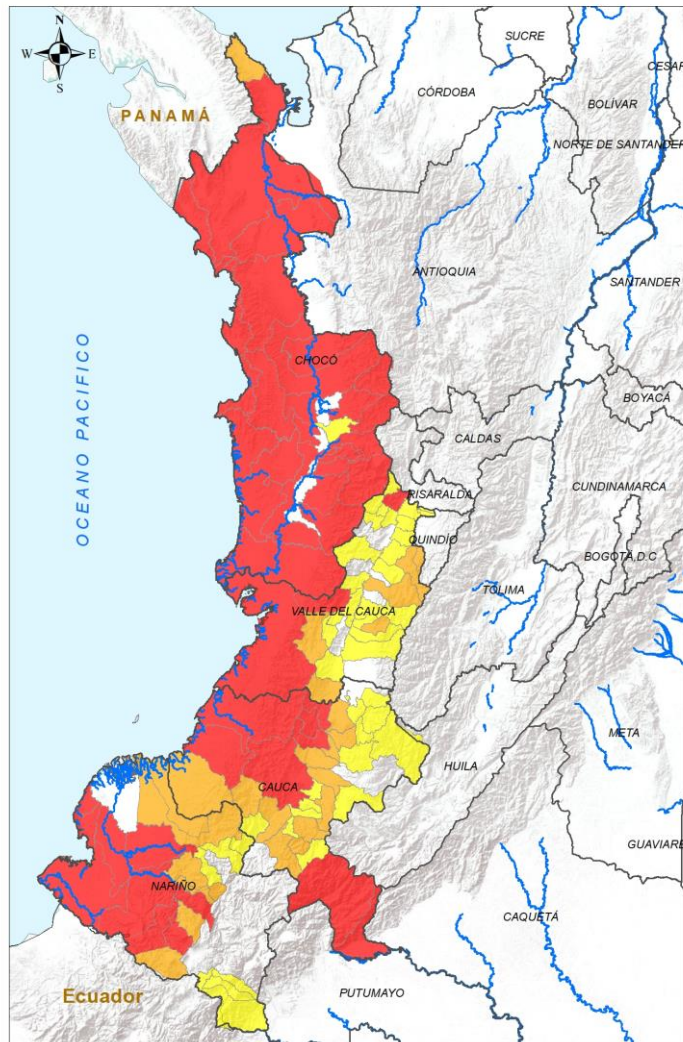 N
W E
S
PANAMÁ
SUCRE
CESAR
CÓRDOBA
BOLÍVAR
NORTE DE SANTANDER
ANTIOQUIA
SANTANDER
OCEANO PACIFICO
CHOCÓ
BOYACÁ
CALDAS
RISARALDA
CUNDINAMARCA
QUINDÍO
BOGOTÁ.D.C
TOLIMA
VALLE DEL CAUCA
META
HUILA
CAUCA
GUAVIARE
NARIÑO
CAQUETÁ
Ecuador
PUTUMAYO